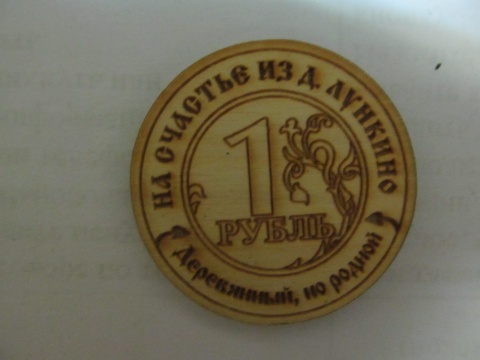 НА СЧАСТЬЕ ИЗ Д. ЛУНКИНО
1
РУБЛЬ
Деревянный, но родной